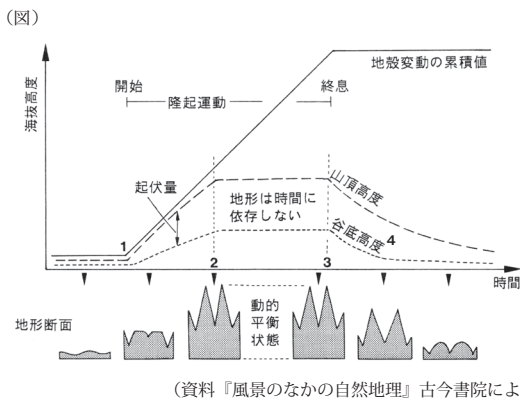 （図）
海抜高度
開始
隆起運動
終息
地殻変動の累積値
起伏量
地形は時間に
依存しない
山頂高度
谷底高度
1
2
3
4
時間
地形断面
動的
平衡
状態
（資料『風景のなかの自然地理』古今書院によ